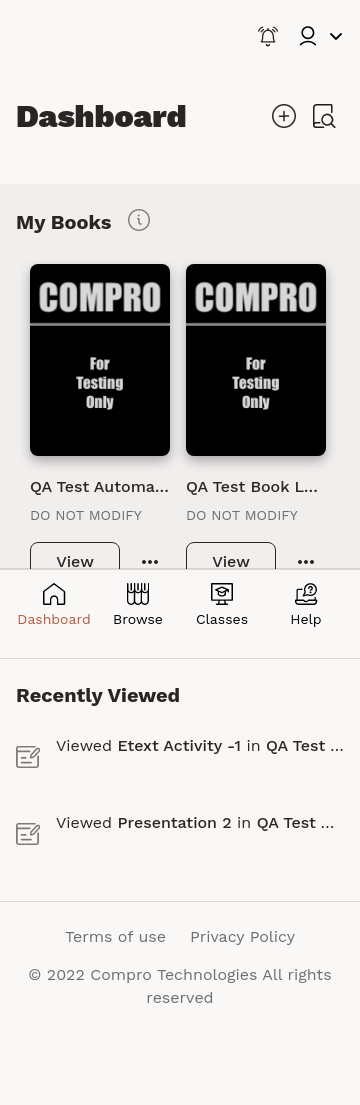 Dashboard
My Books
COMPRO
For
Testing
Only
COMPRO
For
Testing
Only
QA Test Automa...
DO NOT MODIFY
View
QA Test Book L...
DO NOT MODIFY
View
Dashboard
Browse
Classes
Help
Recently Viewed
Viewed Etext Activity -1 in QA Test ...
Viewed Presentation 2 in QA Test ...
Terms of use Privacy Policy
© 2022 Compro Technologies All rights
reserved